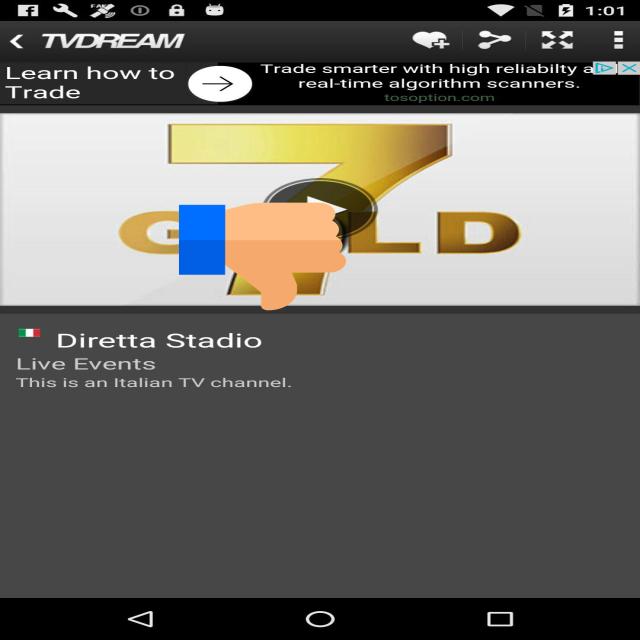 1:01
TVDREAM
Learn how to
Trade
Trade smarter with high reliabilty a
real-time algorithm scanners.
tosoption.com
7
G LD
Diretta Stadio
Live Events
This is an Italian TV channel.